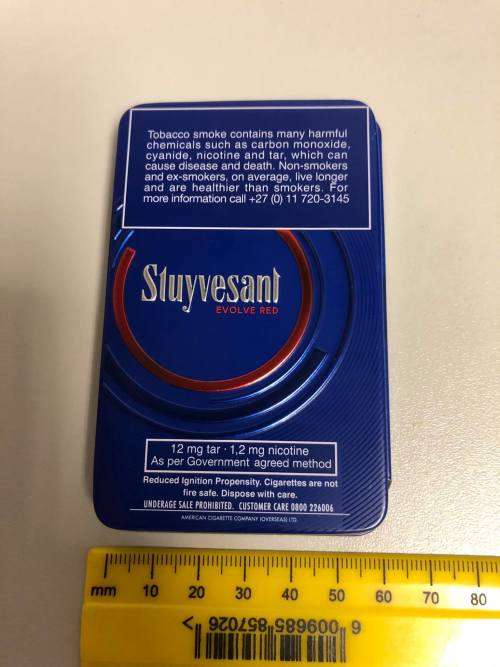 Tobacco smoke contains many harmful
chemicals such as carbon monoxide,
cyanide, nicotine and tar, which can
cause disease and death. Non-smokers
and ex-smokers, on average, live longer
and are healthier than smokers. For
more information call +27 (0) 11 720-3145
Stuyvesant
EVOLVE RED
12 mg tar · 1,2 mg nicotine
As per Government agreed method
Reduced Ignition Propensity. Cigarettes are not
fire safe. Dispose with care.
UNDERAGE SALE PROHIBITED. CUSTOMER CARE 0800 226006
AMERICAN CIGARETTE COMPANY (OVERSEAS) LTD.
mm 10 20 30 40 50 60 70 80
6 009685 857026 >